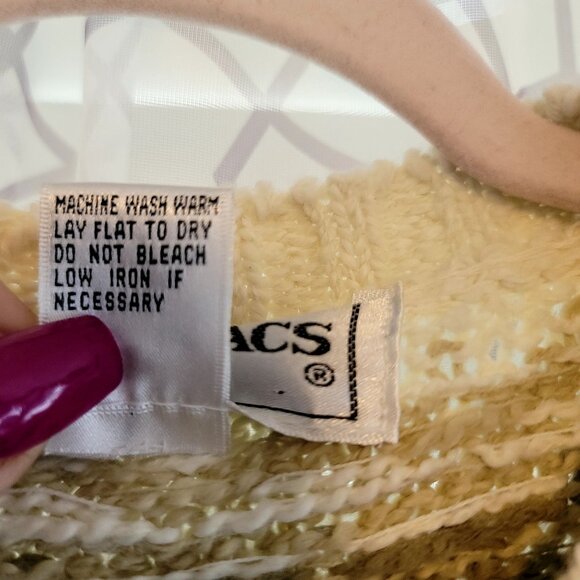 MACHINE WASH WARM
LAY FLAT TO DRY
DO NOT BLEACH
LOW IRON IF
NECESSARY
ACS
®